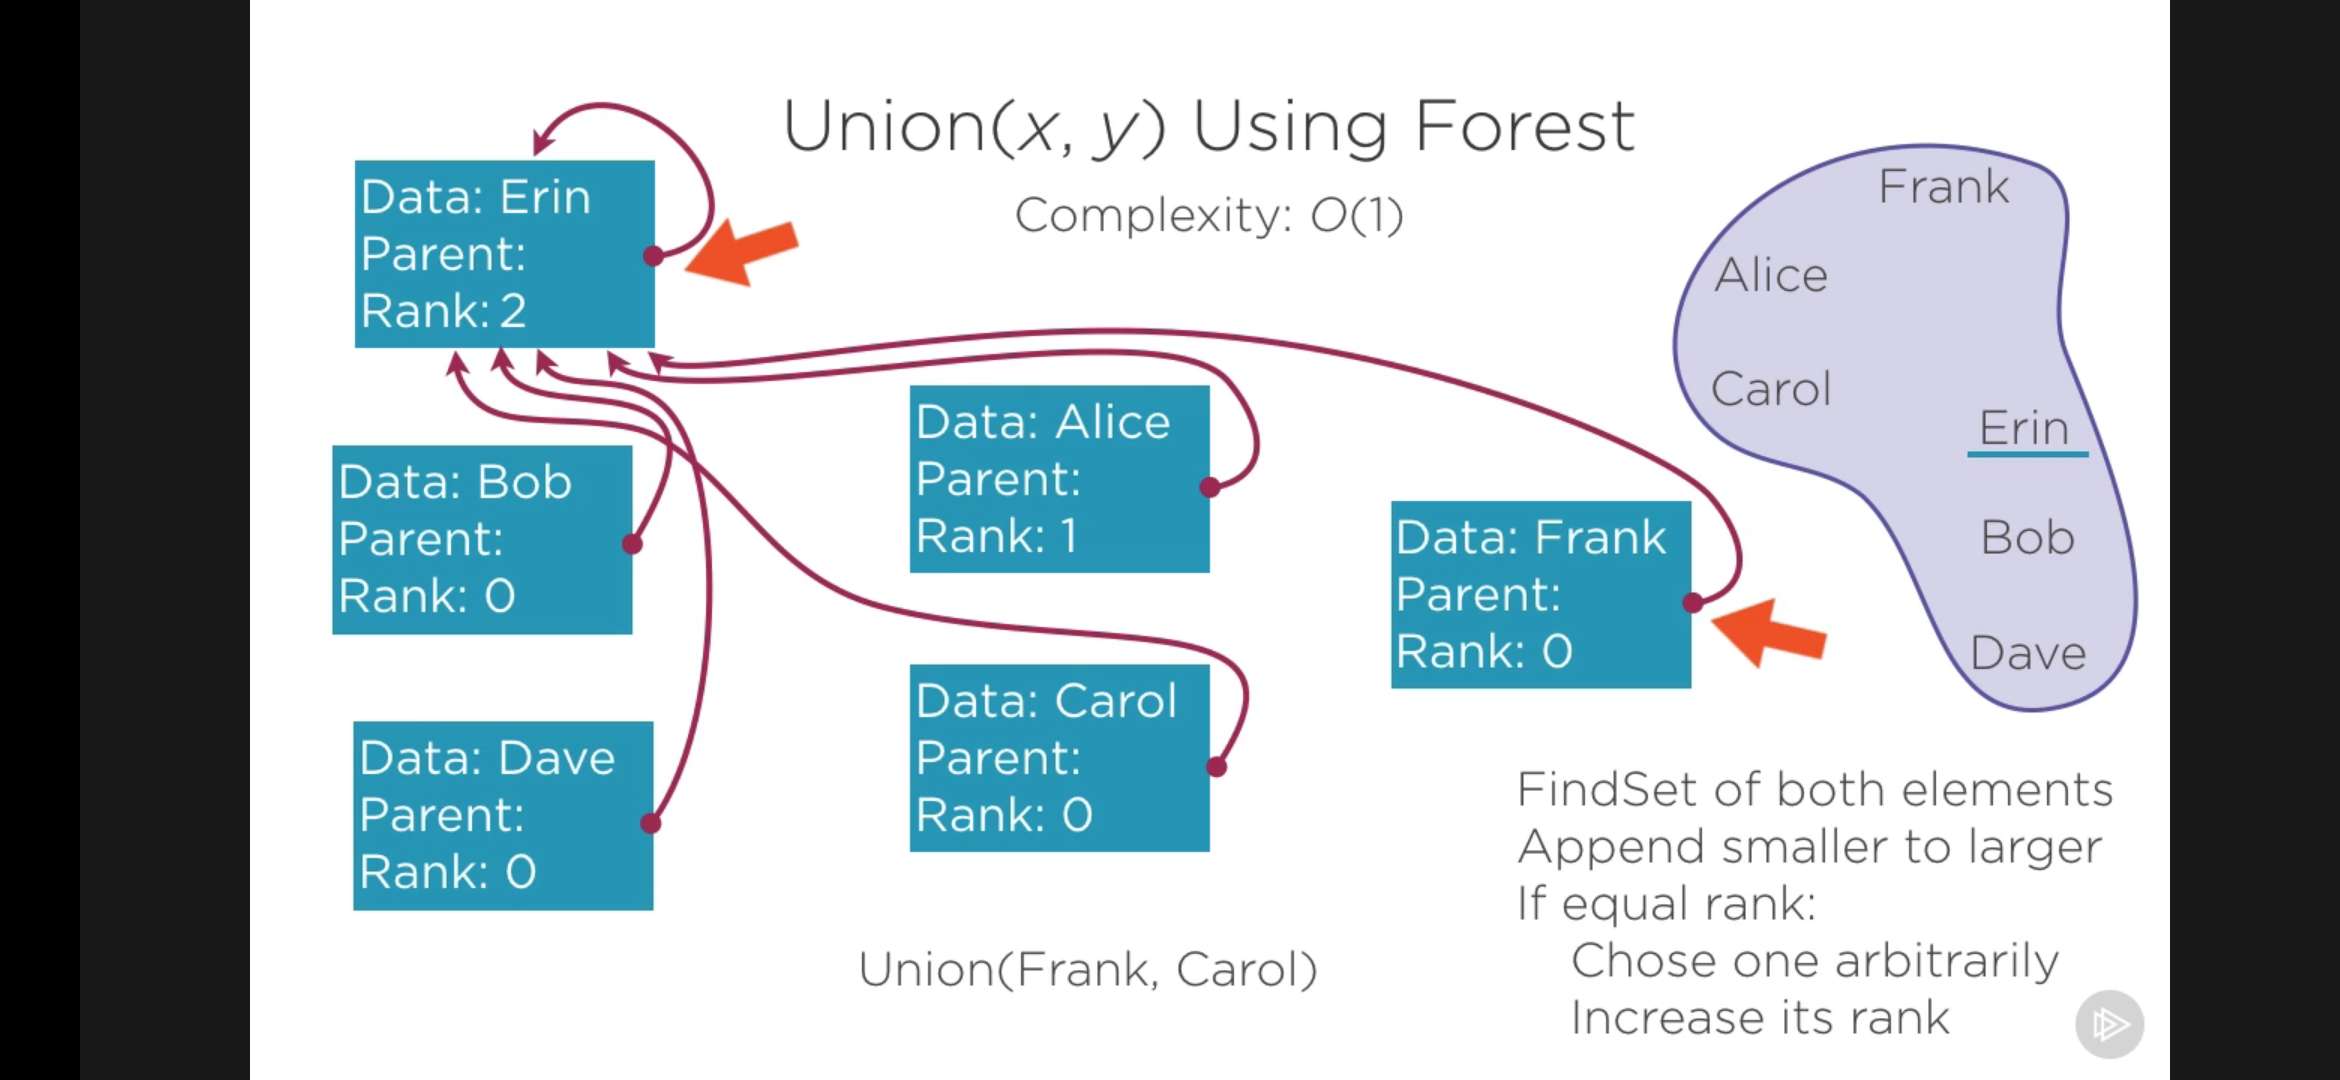 Union(x, y) Using Forest
Complexity: O(1)
Data: Erin
Parent:
Rank: 2
Data: Bob
Parent:
Rank: 0
Data: Dave
Parent:
Rank: 0
Data: Alice
Parent:
Rank: 1
Data: Carol
Parent:
Rank: 0
Data: Frank
Parent:
Rank: 0
Frank
Alice
Carol
Erin
Bob
Dave
Union(Frank, Carol)
FindSet of both elements
Append smaller to larger
If equal rank:
Chose one arbitrarily
Increase its rank